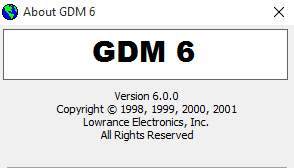 About GDM 6
GDM 6
Version 6.0.0
Copyright © 1998, 1999, 2000, 2001
Lowrance Electronics, Inc.
All Rights Reserved